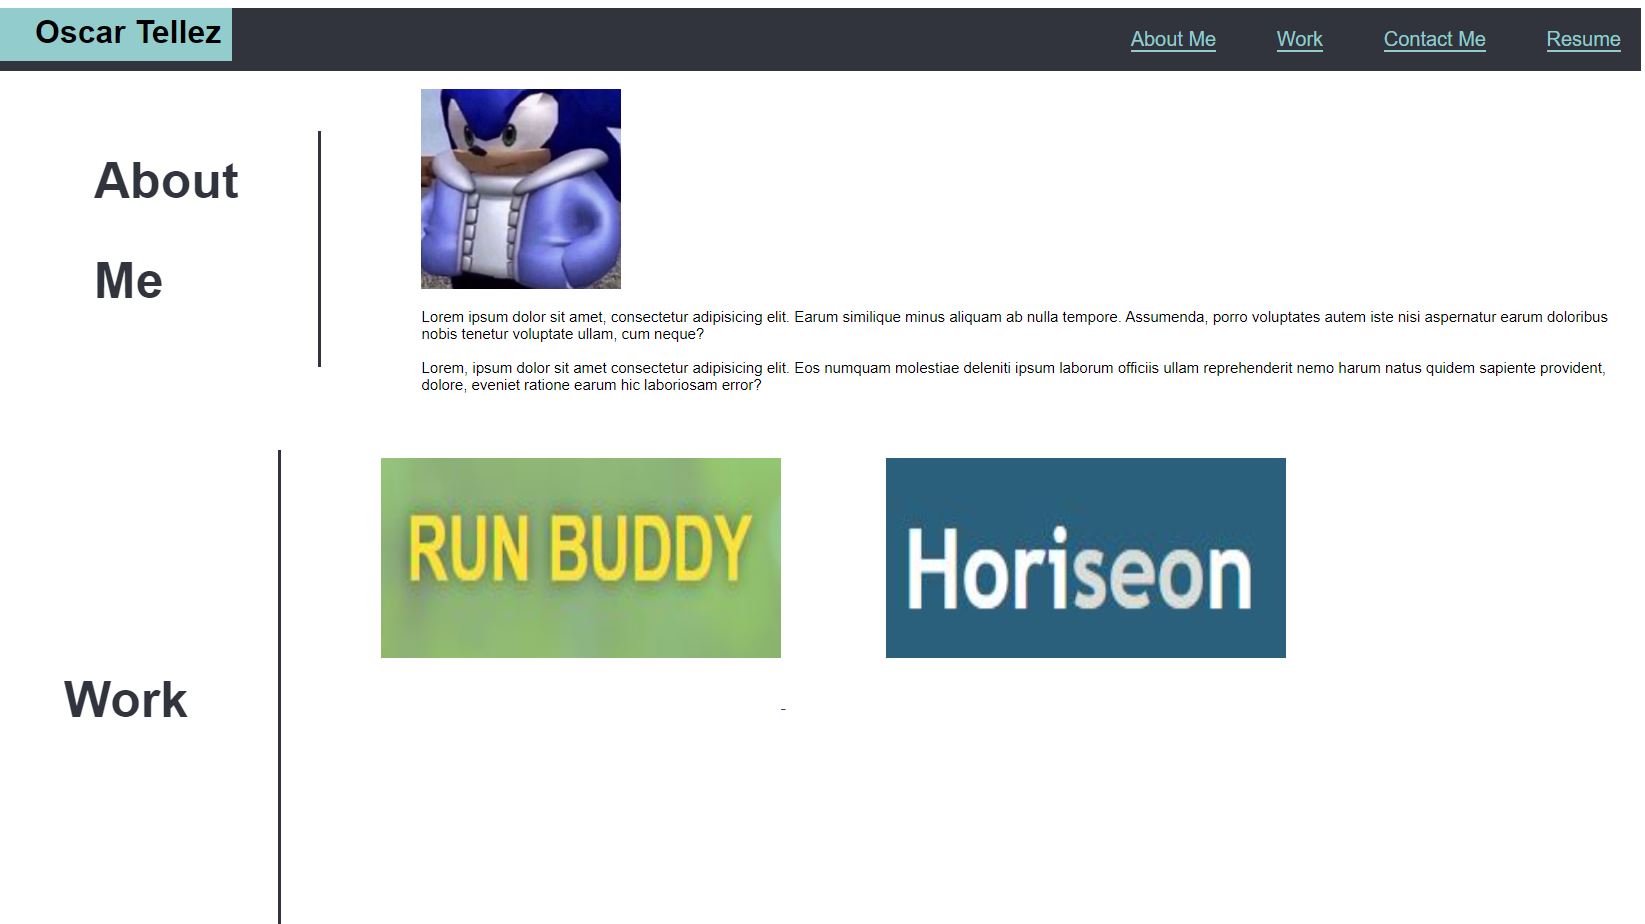 Oscar Tellez
About Me Work Contact Me Resume
About
Me
Lorem ipsum dolor sit amet, consectetur adipisicing elit. Earum similique minus aliquam ab nulla tempore. Assumenda, porro voluptates autem iste nisi aspernatur earum doloribus
nobis tenetur voluptate ullam, cum neque?
Lorem, ipsum dolor sit amet consectetur adipisicing elit. Eos numquam molestiae deleniti ipsum laborum officiis ullam reprehenderit nemo harum natus quidem sapiente provident,
dolore, eveniet ratione earum hic laboriosam error?
Work
RUN BUDDY
Horiseon